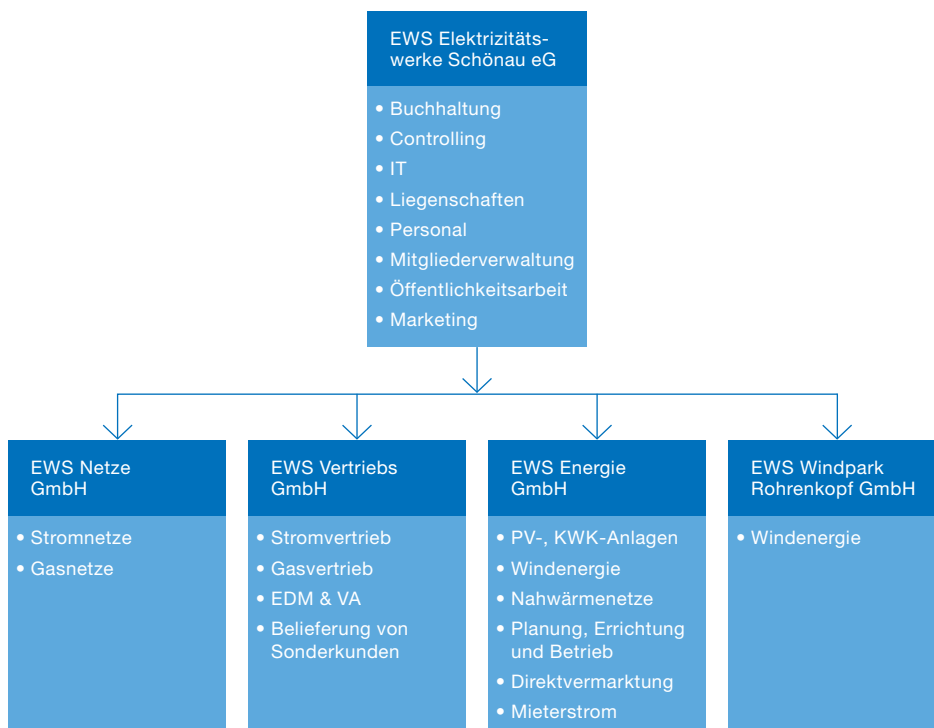 EWS Elektrizitäts-
werke Schönau eG
• Buchhaltung
• Controlling
• IT
• Liegenschaften
• Personal
• Mitgliederverwaltung
• Öffentlichkeitsarbeit
• Marketing
EWS Netze
GmbH
• Stromnetze
• Gasnetze
EWS Vertriebs
GmbH
• Stromvertrieb
• Gasvertrieb
• EDM & VA
• Belieferung von
Sonderkunden
EWS Energie
GmbH
• PV-, KWK-Anlagen
• Windenergie
• Nahwärmenetze
• Planung, Errichtung
und Betrieb
• Direktvermarktung
• Mieterstrom
EWS Windpark
Rohrenkopf GmbH
• Windenergie